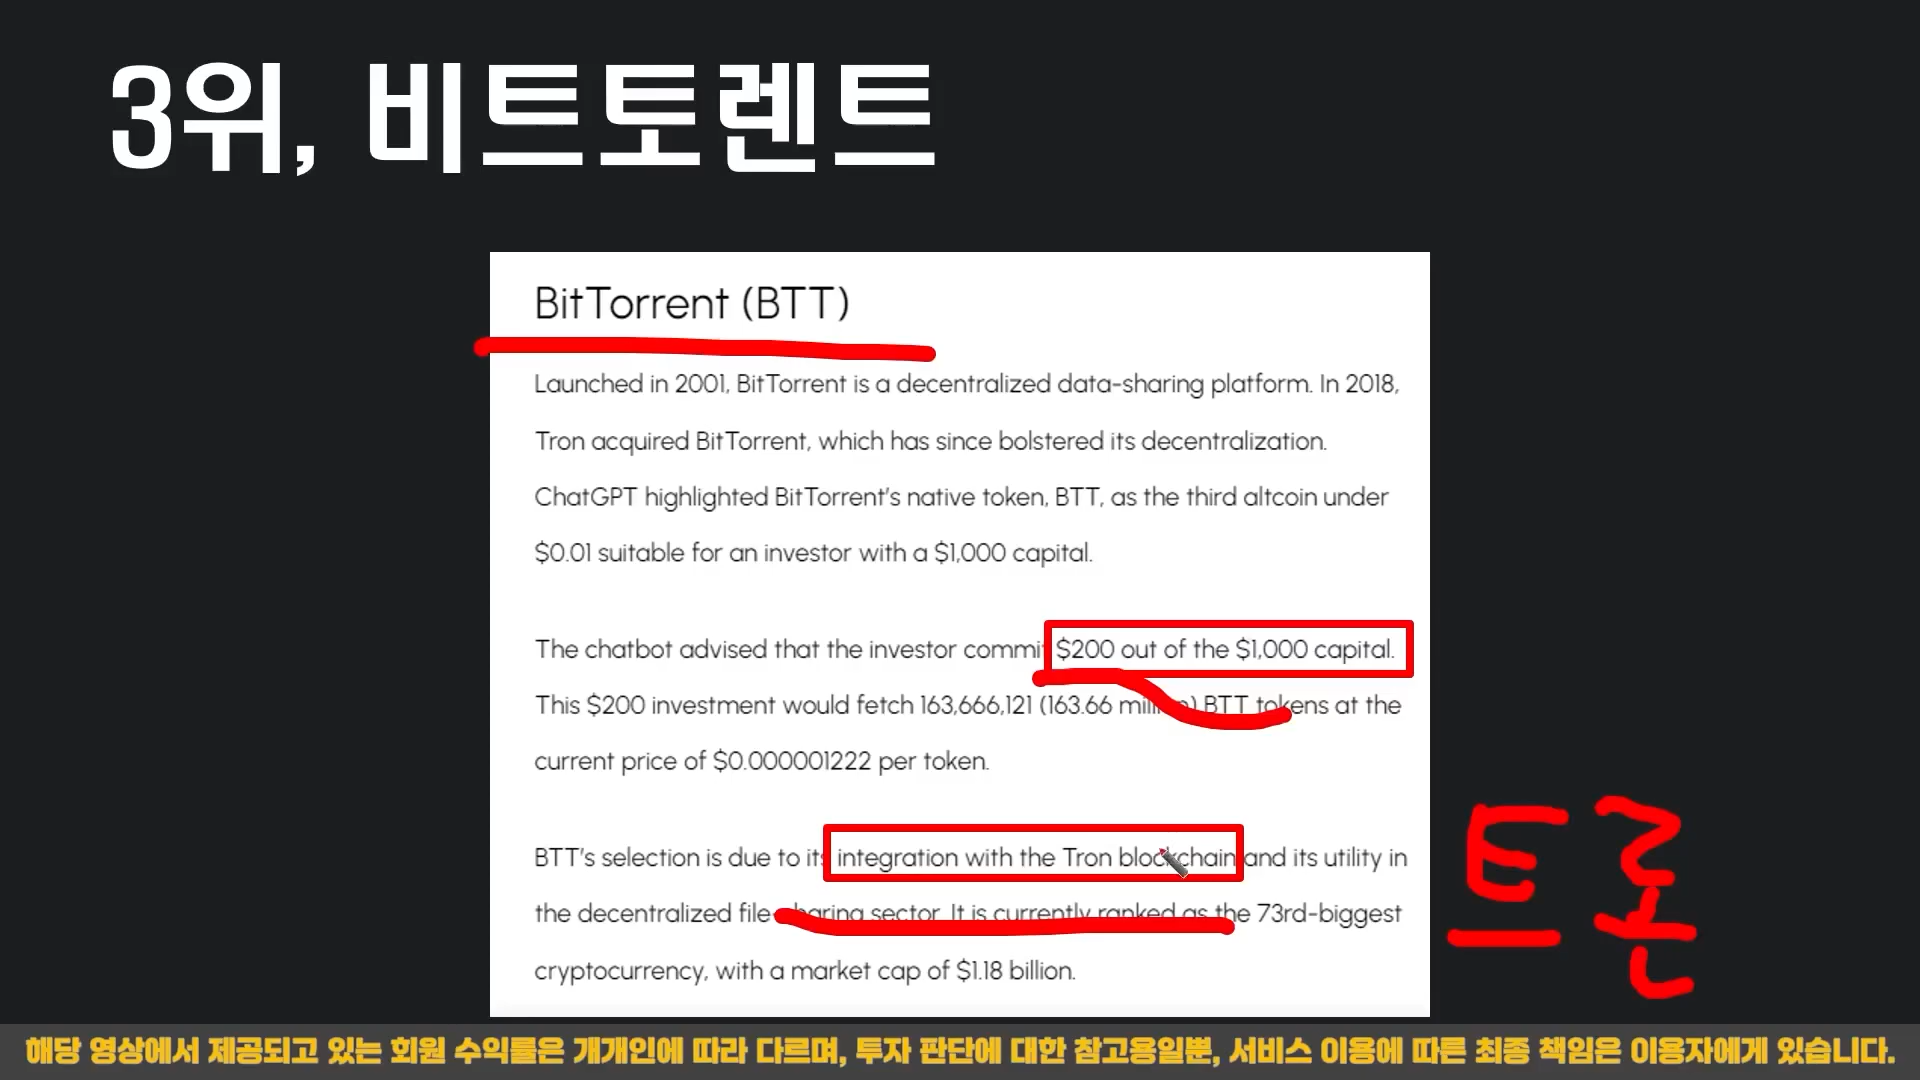 3위, 비트토렌트
BitTorrent (BTT)
Launched in 2001, BitTorrent is a decentralized data-sharing platform. In 2018,
Tron acquired BitTorrent, which has since bolstered its decentralization.
ChatGPT highlighted BitTorrent's native token, BTT, as the third altcoin under
$0.01 suitable for an investor with a $1,000 capital.
The chatbot advised that the investor commit $200 out of the $1,000 capital.
This $200 investment would fetch 163,666,121 (163.66 million) BTT tokens at the
current price of $0.000001222 per token.
BTT's selection is due to its integration with the Tron blockchain and its utility in
the decentralized file-sharing sector. It is currently ranked as the 73rd-biggest
cryptocurrency, with a market cap of $1.18 billion.
트론
해당 영상에서 제공되고 있는 회원 수익률은 개개인에 따라 다르며, 투자 판단에 대한 참고용일뿐, 서비스 이용에 따른 최종 책임은 이용자에게 있습니다.